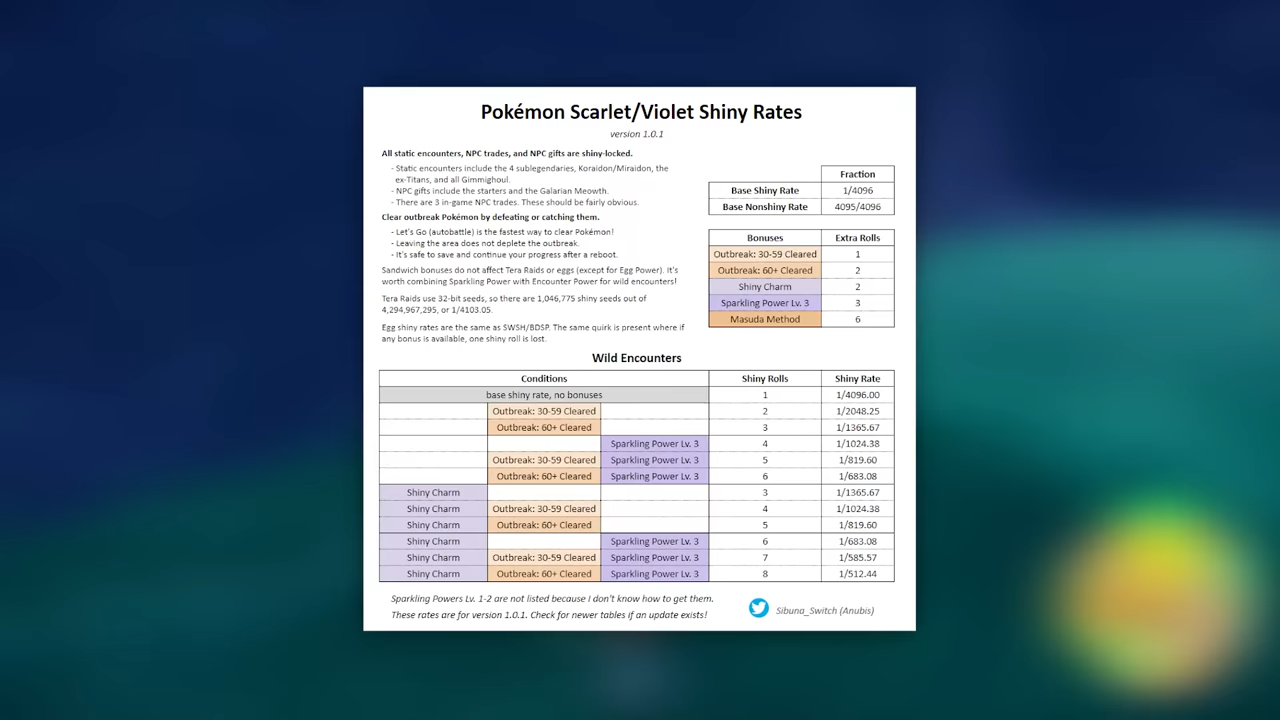 Pokémon Scarlet/Violet Shiny Rates
version 1.0.1
All static encounters, NPC trades, and NPC gifts are shiny-locked.
- Static encounters include the 4 sublegendaries, Koraidon/Miraidon, the
ex-Titans, and all Gimmighoul.
- NPC gifts include the starters and the Galarian Meowth.
- There are 3 in-game NPC trades. These should be fairly obvious.
Clear outbreak Pokémon by defeating or catching them.
- Let's Go (autobattle) is the fastest way to clear Pokémon!
- Leaving the area does not deplete the outbreak.
- It's safe to save and continue your progress after a reboot.
Sandwich bonuses do not affect Tera Raids or eggs (except for Egg Power). It's
worth combining Sparkling Power with Encounter Power for wild encounters!
Tera Raids use 32-bit seeds, so there are 1,046,775 shiny seeds out of
4,294,967,295, or 1/4103.05.
Egg shiny rates are the same as SWSH/BDSP. The same quirk is present where if
any bonus is available, one shiny roll is lost.
Fraction
Base Shiny Rate 1/4096
Base Nonshiny Rate 4095/4096
Bonuses Extra Rolls
Outbreak: 30-59 Cleared 1
Outbreak: 60+ Cleared 2
Shiny Charm 2
Sparkling Power Lv. 3 3
Masuda Method 6
Wild Encounters
Conditions Shiny Rolls Shiny Rate
base shiny rate, no bonuses 1 1/4096.00
Outbreak: 30-59 Cleared 2 1/2048.25
Outbreak: 60+ Cleared 3 1/1365.67
Sparkling Power Lv. 3 4 1/1024.38
Outbreak: 30-59 Cleared Sparkling Power Lv. 3 5 1/819.60
Outbreak: 60+ Cleared Sparkling Power Lv. 3 6 1/683.08
Shiny Charm 3 1/1365.67
Shiny Charm Outbreak: 30-59 Cleared 4 1/1024.38
Shiny Charm Outbreak: 60+ Cleared 5 1/819.60
Shiny Charm Sparkling Power Lv. 3 6 1/683.08
Shiny Charm Outbreak: 30-59 Cleared Sparkling Power Lv. 3 7 1/585.57
Shiny Charm Outbreak: 60+ Cleared Sparkling Power Lv. 3 8 1/512.44
Sparkling Powers Lv. 1-2 are not listed because I don't know how to get them.
These rates are for version 1.0.1. Check for newer tables if an update exists!
Sibuna_Switch (Anubis)